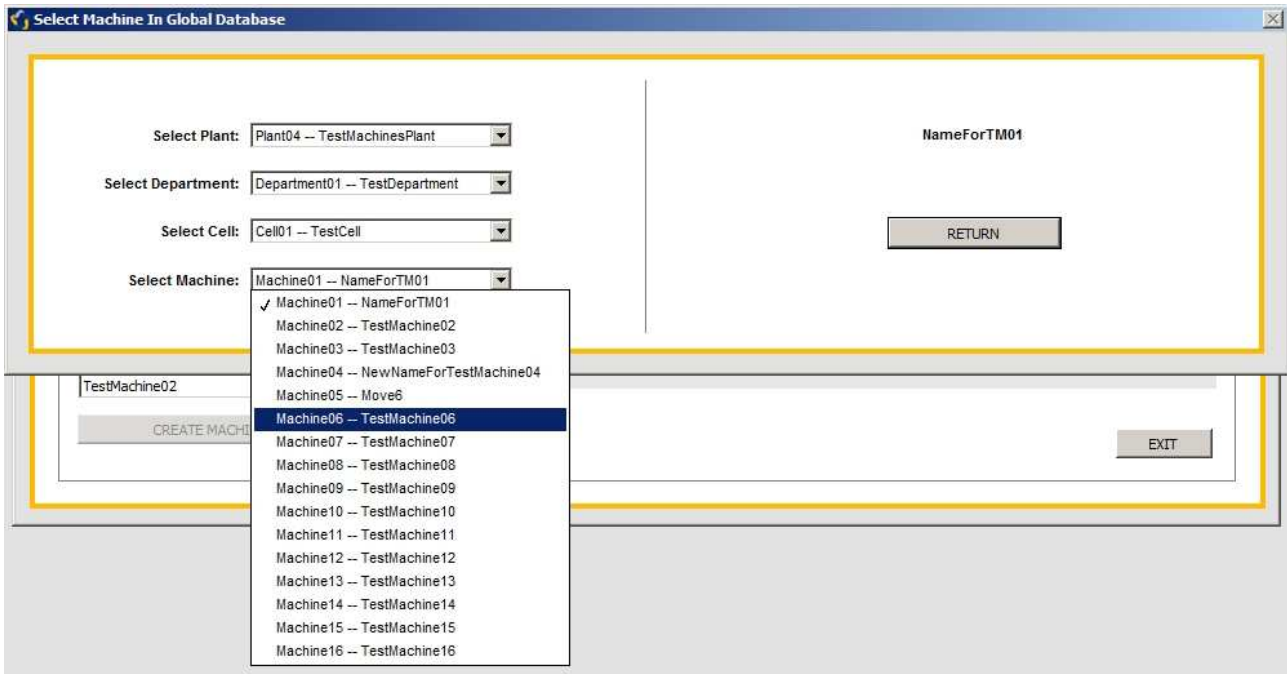 Select Machine In Global Database
Select Plant: Plant04 -- TestMachinesPlant
NameForTM01
Select Department: Department01 -- TestDepartment
Select Cell: Cell01 -- TestCell
RETURN
Select Machine: Machine01 -- NameForTM01
✓ Machine01 -- NameForTM01
Machine02 -- TestMachine02
Machine03 -- TestMachine03
Machine04 -- NewNameForTestMachine04
Machine05 -- Move6
Machine06 -- TestMachine06
Machine07 -- TestMachine07
Machine08 -- TestMachine08
Machine09 -- TestMachine09
Machine10 -- TestMachine10
Machine11 -- TestMachine11
Machine12 -- TestMachine12
Machine13 -- TestMachine13
Machine14 -- TestMachine14
Machine15 -- TestMachine15
Machine16 -- TestMachine16
TestMachine02
CREATE MACHI
EXIT